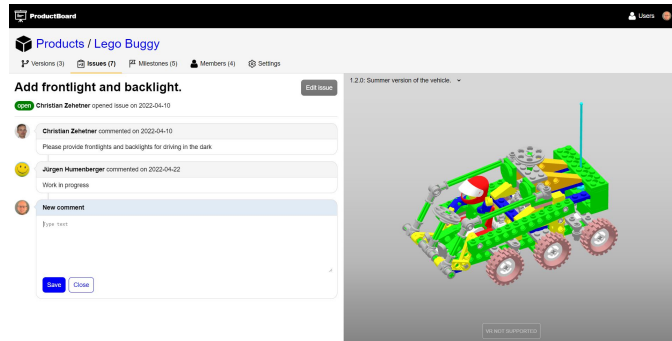 ProductBoard
Users
Products / Lego Buggy
Versions (3)
Issues (7)
Milestones (5)
Members (4)
Settings
Add frontlight and backlight.
Edit issue
1.2.0: Summer version of the vehicle.
open Christian Zehetner opened issue on 2022-04-10
Christian Zehetner commented on 2022-04-10
Please provide frontlights and backlights for driving in the dark
Jürgen Humenberger commented on 2022-04-22
Work in progress
New comment
Type text
Save
Close
VR NOT SUPPORTED